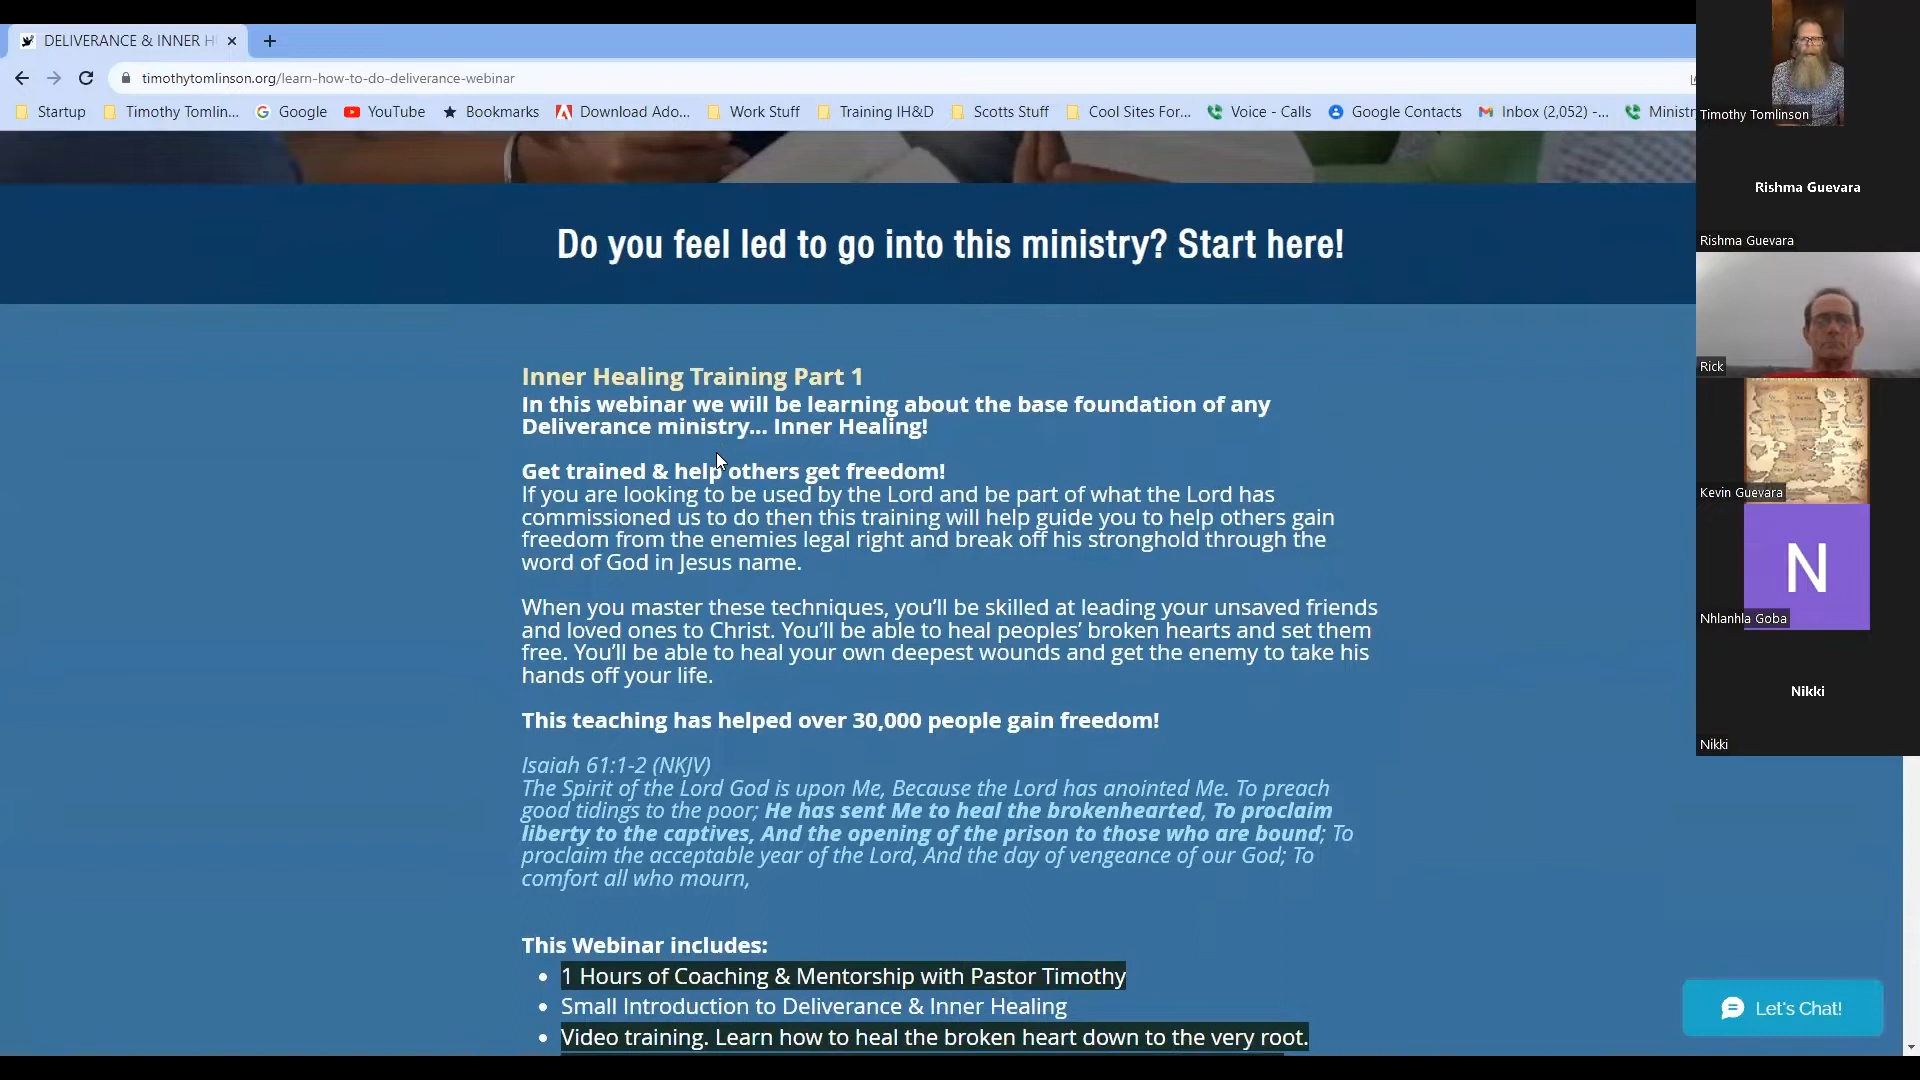 DELIVERANCE & INNER H
timothytomlinson.org/learn-how-to-do-deliverance-webinar
Startup
Timothy Tomlin...
Google
YouTube
Bookmarks
Download Ado...
Work Stuff
Training IH&D
Scotts Stuff
Cool Sites For...
Voice - Calls
Google Contacts
Inbox (2,052) -...
Ministr
Do you feel led to go into this ministry? Start here!
Inner Healing Training Part 1
In this webinar we will be learning about the base foundation of any
Deliverance ministry... Inner Healing!
Get trained & help others get freedom!
If you are looking to be used by the Lord and be part of what the Lord has
commissioned us to do then this training will help guide you to help others gain
freedom from the enemies legal right and break off his stronghold through the
word of God in Jesus name.
When you master these techniques, you'll be skilled at leading your unsaved friends
and loved ones to Christ. You'll be able to heal peoples' broken hearts and set them
free. You'll be able to heal your own deepest wounds and get the enemy to take his
hands off your life.
This teaching has helped over 30,000 people gain freedom!
Isaiah 61:1-2 (NKJV)
The Spirit of the Lord God is upon Me, Because the Lord has anointed Me. To preach
good tidings to the poor; He has sent Me to heal the brokenhearted, To proclaim
liberty to the captives, And the opening of the prison to those who are bound; To
proclaim the acceptable year of the Lord, And the day of vengeance of our God; To
comfort all who mourn,
This Webinar includes:
• 1 Hours of Coaching & Mentorship with Pastor Timothy
• Small Introduction to Deliverance & Inner Healing
• Video training. Learn how to heal the broken heart down to the very root.
Let's Chat!
Timothy Tomlinson
Rishma Guevara
Rishma Guevara
Rick
Kevin Guevara
N
Nhlanhla Goba
Nikki
Nikki